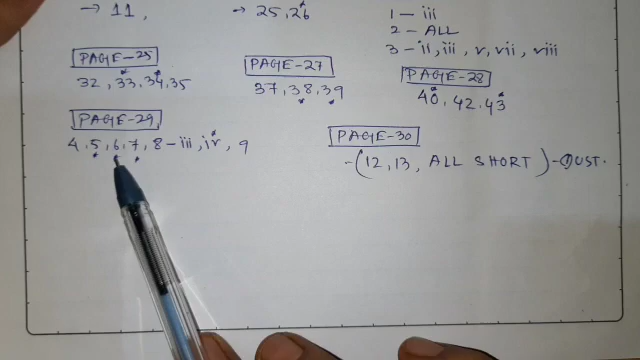 → 11,
→ 25, 26*
1 - iii
2 - ALL
3 - ii, iii, v, vii, viii
PAGE-25
32, 33*, 34*, 35
PAGE-27
37, 38*, 39*
PAGE-28
40*, 42, 43*
PAGE-29
4, 5*, 6*, 7*, 8 - iii, iv*, 9
PAGE-30
- (12, 13, ALL SHORT) - QUST.